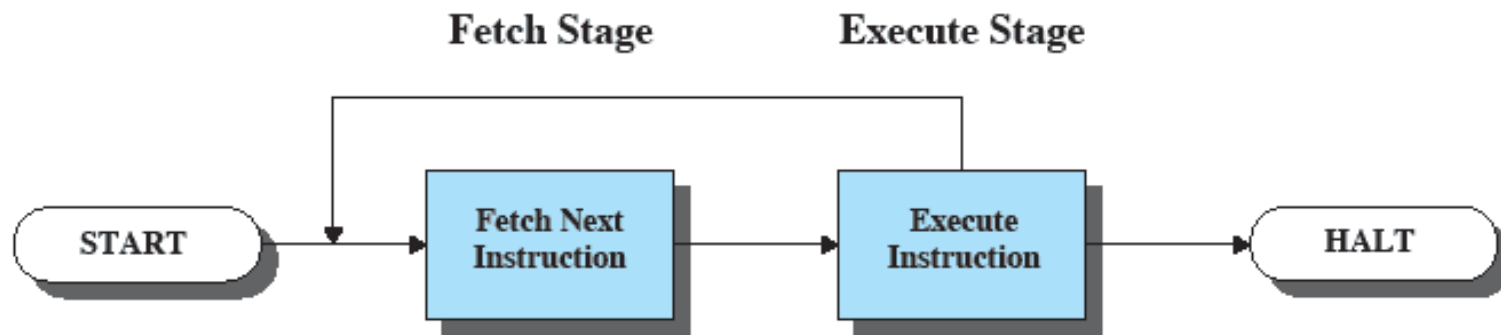 Fetch Stage
Execute Stage
START
Fetch Next
Instruction
Execute
Instruction
HALT